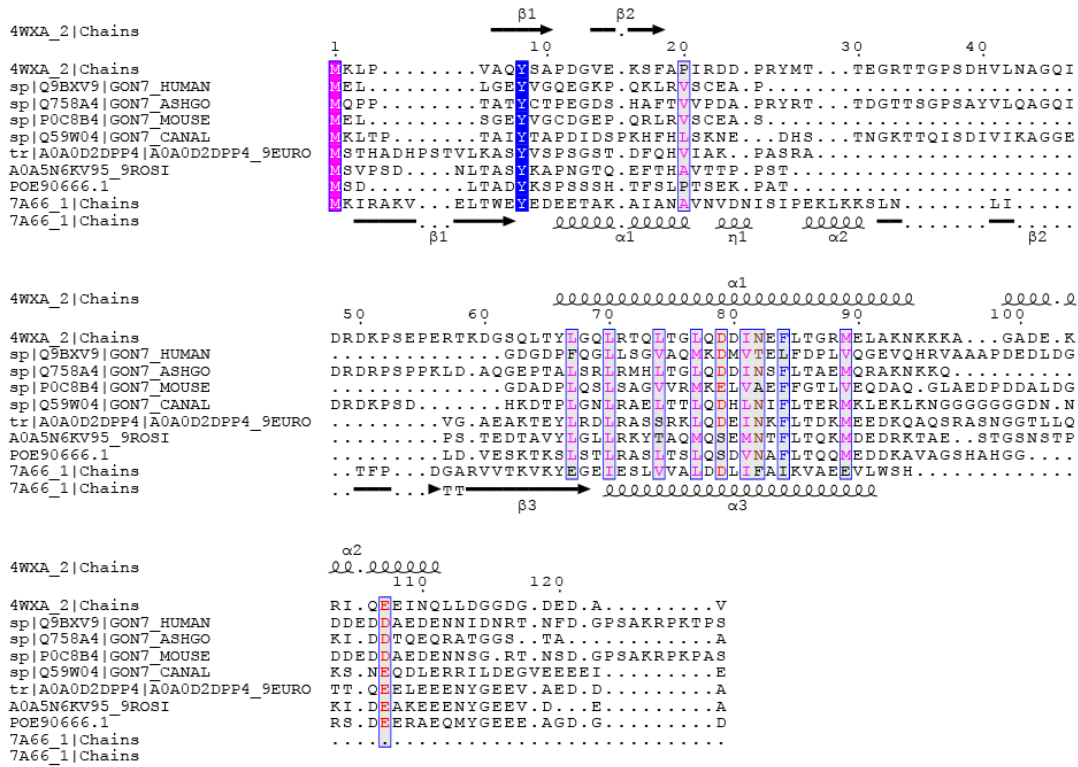 β1 β2
4WXA_2|Chains
1 10 20 30 40
4WXA_2|Chains MKLP........VAQYSAPDGVE.KSFAPIRDD.PRYMT...TEGRTTGPSDHVLNAGQI
sp|Q9BXV9|GON7_HUMAN MEL.........LGEYVGQEGKP.QKLRVSCEA.P.........................
sp|Q758A4|GON7_ASHGO MQPP........TATYCTPEGDS.HAFTVVPDA.PRYRT...TDGTTSGPSAYVLQAGQI
sp|P0C8B4|GON7_MOUSE MEL.........SGEYVGCDGEP.QRLRVSCEA.S.........................
sp|Q59W04|GON7_CANAL MKLTP.......TAIYTAPDIDSPKHFHLSKNE...DHS...TNGKTTQISDIVIKAGGE
tr|A0A0D2DPP4|A0A0D2DPP4_9EURO MSTHADHPSTVLKASYVSPSGST.DFQHVIAK..PASRA.....................
A0A5N6KV95_9ROSI MSVPSD....NLTASYKAPNGTQ.EFTHAVTTP.PST.......................
POE90666.1 MSD........LTADYKSPSSSH.TFSLPTSEK.PAT.......................
7A66_1|Chains MKIRAKV...ELTWEYEDEETAK.AIANAVNVDNISIPEKLKKSLN.......LI.....
7A66_1|Chains
β1 α1 η1 α2 β2
α1
4WXA_2|Chains
50 60 70 80 90 100
4WXA_2|Chains DRDKPSEPERTKDGSQLTYLGQLRTQLTGLQDDINEFLTGRMELAKNKKKA...GADE.K
sp|Q9BXV9|GON7_HUMAN ..............GDGDPFQGLLSGVAQMKDMVTELFDPLVQGEVQHRVAAAPDEDLDG
sp|Q758A4|GON7_ASHGO DRDRPSPPKLD.AQGEPTALSRLRMHLTGLQDDINSFLTAEMQRAKNKKQ..........
sp|P0C8B4|GON7_MOUSE ..............GDADPLQSLSAGVVRMKELVAEFFGTLVEQDAQ.GLAEDPDDALDG
sp|Q59W04|GON7_CANAL DRDKPSD.......HKDTPLGNLRAELTTLQDHLNIFLTERMKLEKLKNGGGGGGGDN.N
tr|A0A0D2DPP4|A0A0D2DPP4_9EURO .........VG.AEAKTEYLRDLRASSRKLQDEINKFLTERMEEDKQAQSRASNGGTLLQ
A0A5N6KV95_9ROSI .........PS.TEDTAVYLGLLRKYTAQMQSEMTKFLTQKMDEDRKTAE..STGSNSTP
POE90666.1 .........LD.VESKTKSLSTLRASLTSLQSDVNAFLTQQMEEDKAVAGSHAHGG....
7A66_1|Chains ..TFP...DGARVVTKVKYEGEIESLVVALDDLIFAIKVAEEVLWSH.............
7A66_1|Chains TT
β3 α3
α2
4WXA_2|Chains
110 120
4WXA_2|Chains RI.QEEINQLLDGGDG.DED.A.........V
sp|Q9BXV9|GON7_HUMAN DDEDDAEDENNIDNRT.NFD.GPSAKRPKTPS
sp|Q758A4|GON7_ASHGO KI.DDTQEQRATGGS..TA............A
sp|P0C8B4|GON7_MOUSE DDEDDAEDENNSG.RT.NSD.GPSAKRPKPAS
sp|Q59W04|GON7_CANAL KS.NEQDLERRILDEGVEEEEI.........E
tr|A0A0D2DPP4|A0A0D2DPP4_9EURO TT.QEELEEENYGEEV.AED.D.........A
A0A5N6KV95_9ROSI KI.DEAKEEENYGEEV.D...E.........A
POE90666.1 RS.DEERAEQMYGEEE.AGD.G.........D
7A66_1|Chains ................................
7A66_1|Chains